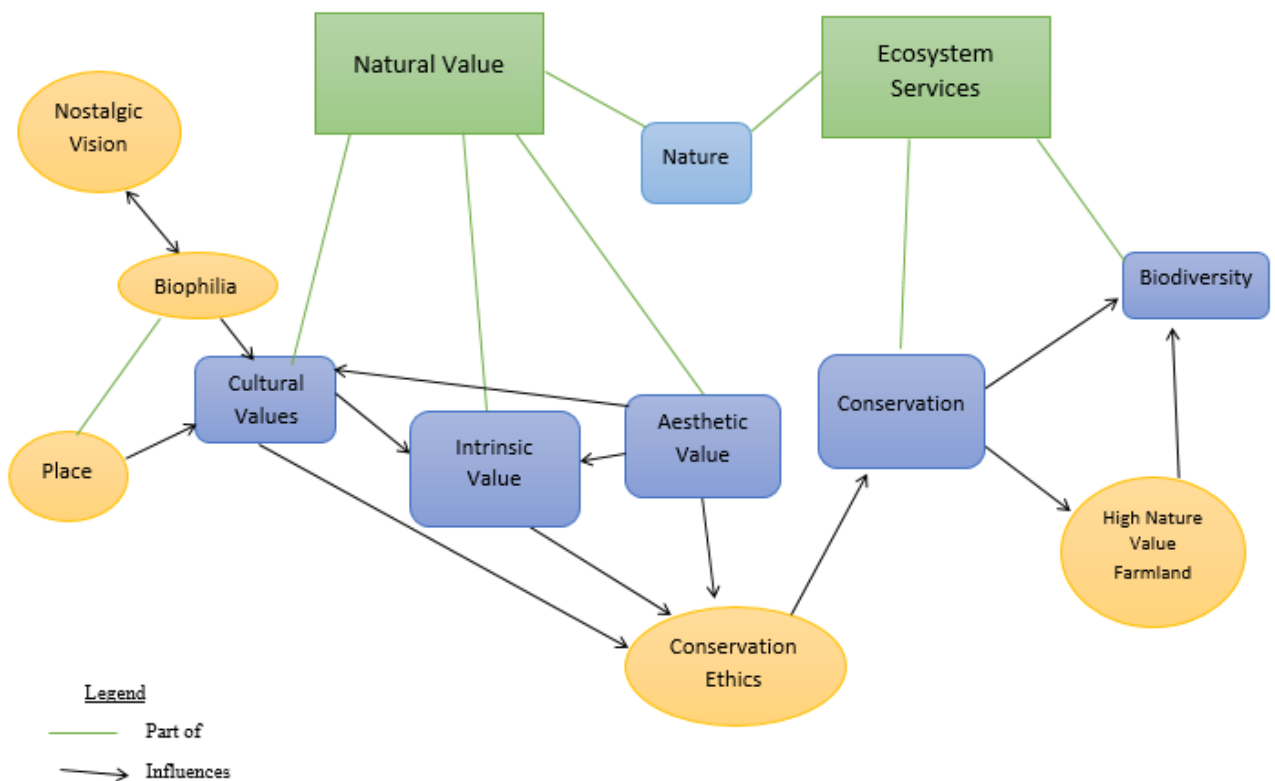 Natural Value
Ecosystem
Services
Nostalgic
Vision
Nature
Biophilia
Biodiversity
Cultural
Values
Aesthetic
Value
Conservation
Intrinsic
Value
Place
High Nature
Value
Farmland
Conservation
Ethics
Legend
Part of
Influences